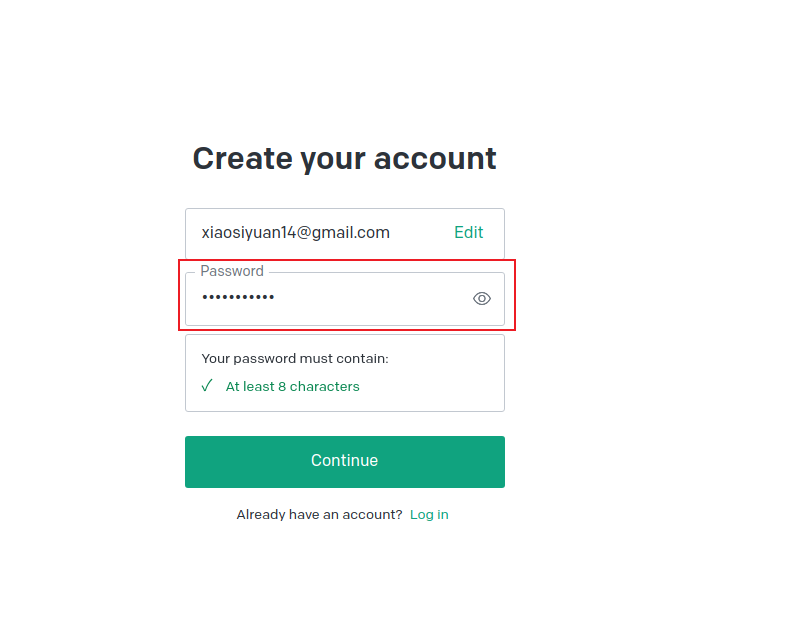 Create your account
xiaosiyuan14@gmail.com Edit
Password
•••••••••••
Your password must contain:
✓ At least 8 characters
Continue
Already have an account? Log in